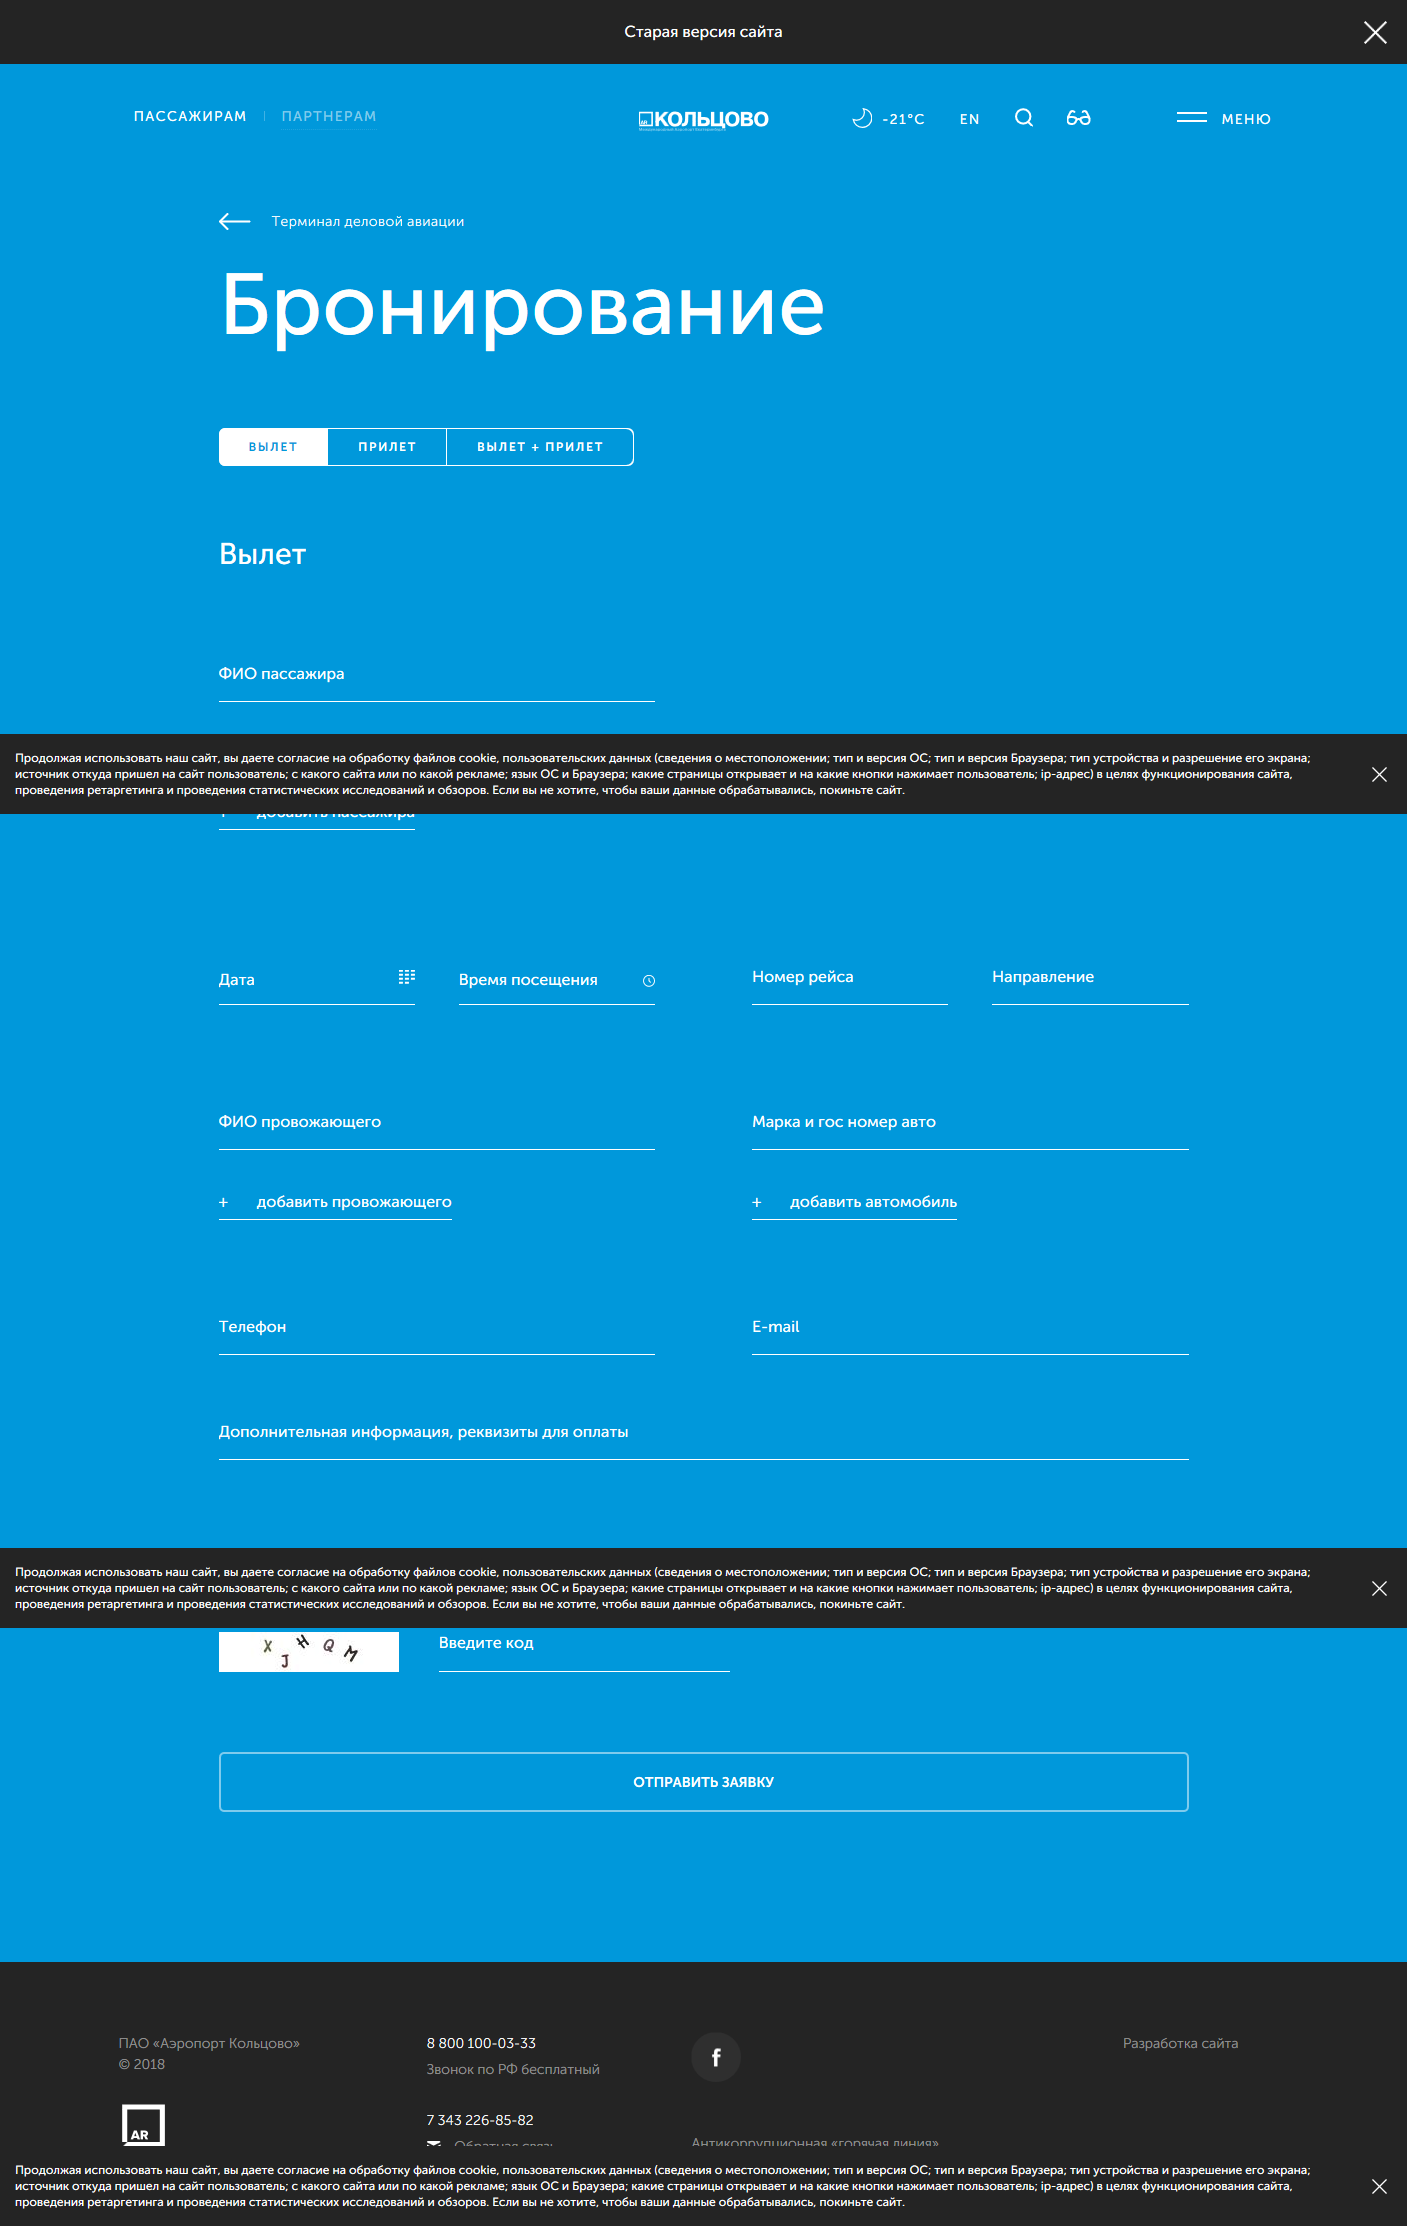 Старая версия сайта
ПАССАЖИРАМ ПАРТНЕРАМ
AR КОЛЬЦОВО
-21°C EN МЕНЮ
Терминал деловой авиации
Бронирование
ВЫЛЕТ ПРИЛЕТ ВЫЛЕТ + ПРИЛЕТ
Вылет
ФИО пассажира
Продолжая использовать наш сайт, вы даете согласие на обработку файлов cookie, пользовательских данных (сведения о местоположении; тип и версия ОС; тип и версия Браузера; тип устройства и разрешение его экрана;
источник откуда пришел на сайт пользователь; с какого сайта или по какой рекламе; язык ОС и Браузера; какие страницы открывает и на какие кнопки нажимает пользователь; ip-адрес) в целях функционирования сайта,
проведения ретаргетинга и проведения статистических исследований и обзоров. Если вы не хотите, чтобы ваши данные обрабатывались, покиньте сайт.
+ добавить пассажира
Дата Время посещения Номер рейса Направление
ФИО провожающего Марка и гос номер авто
+ добавить провожающего + добавить автомобиль
Телефон E-mail
Дополнительная информация, реквизиты для оплаты
Продолжая использовать наш сайт, вы даете согласие на обработку файлов cookie, пользовательских данных (сведения о местоположении; тип и версия ОС; тип и версия Браузера; тип устройства и разрешение его экрана;
источник откуда пришел на сайт пользователь; с какого сайта или по какой рекламе; язык ОС и Браузера; какие страницы открывает и на какие кнопки нажимает пользователь; ip-адрес) в целях функционирования сайта,
проведения ретаргетинга и проведения статистических исследований и обзоров. Если вы не хотите, чтобы ваши данные обрабатывались, покиньте сайт.
X J H Q M Введите код
ОТПРАВИТЬ ЗАЯВКУ
ПАО «Аэропорт Кольцово» 8 800 100-03-33 f Разработка сайта
© 2018 Звонок по РФ бесплатный
AR 7 343 226-85-82
Обратная связь Антикоррупционная «горячая линия»
Продолжая использовать наш сайт, вы даете согласие на обработку файлов cookie, пользовательских данных (сведения о местоположении; тип и версия ОС; тип и версия Браузера; тип устройства и разрешение его экрана;
источник откуда пришел на сайт пользователь; с какого сайта или по какой рекламе; язык ОС и Браузера; какие страницы открывает и на какие кнопки нажимает пользователь; ip-адрес) в целях функционирования сайта,
проведения ретаргетинга и проведения статистических исследований и обзоров. Если вы не хотите, чтобы ваши данные обрабатывались, покиньте сайт.